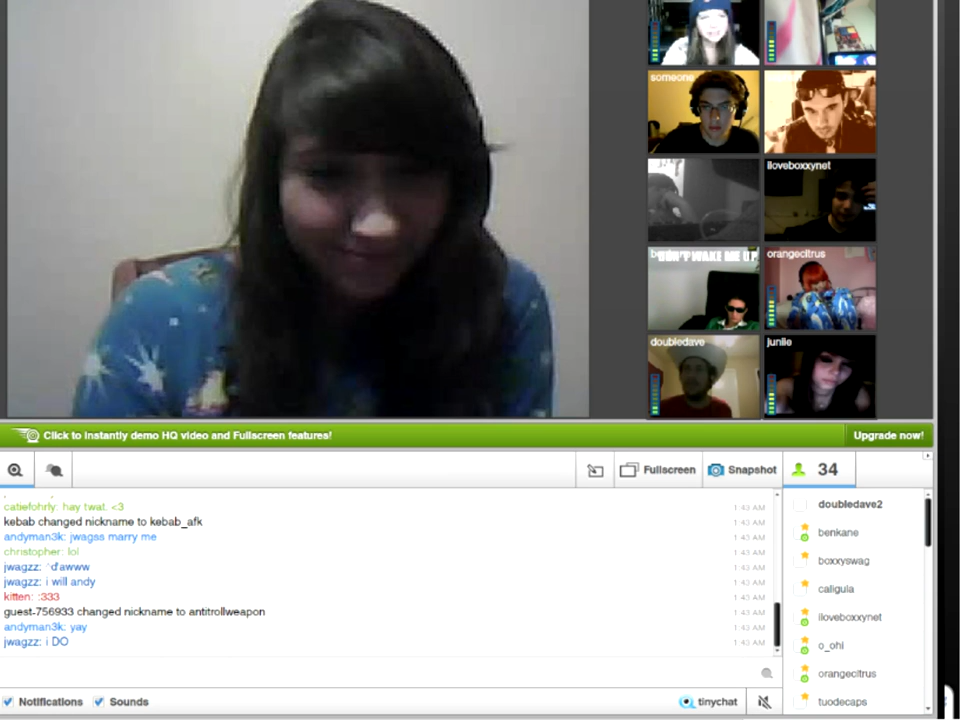 someone
iloveboxxynet
DON'T WAKE ME UP
orangecitrus
doubledave
junile
Click to instantly demo HQ video and Fullscreen features!
Upgrade now!
Fullscreen
Snapshot
34
catiefohrly: hay twat. <3
1:43 AM
kebab changed nickname to kebab_afk
1:43 AM
andyman3k: jwagss marry me
1:43 AM
christopher: lol
1:43 AM
jwagzz: `d'awww
1:43 AM
jwagzz: i will andy
1:43 AM
kitten: :333
1:43 AM
guest-756933 changed nickname to antitrollweapon
1:43 AM
andyman3k: yay
1:43 AM
jwagzz: i DO
1:43 AM
doubledave2
benkane
boxxyswag
caligula
iloveboxxynet
o_ohi
orangecitrus
tuodecaps
Notifications
Sounds
tinychat